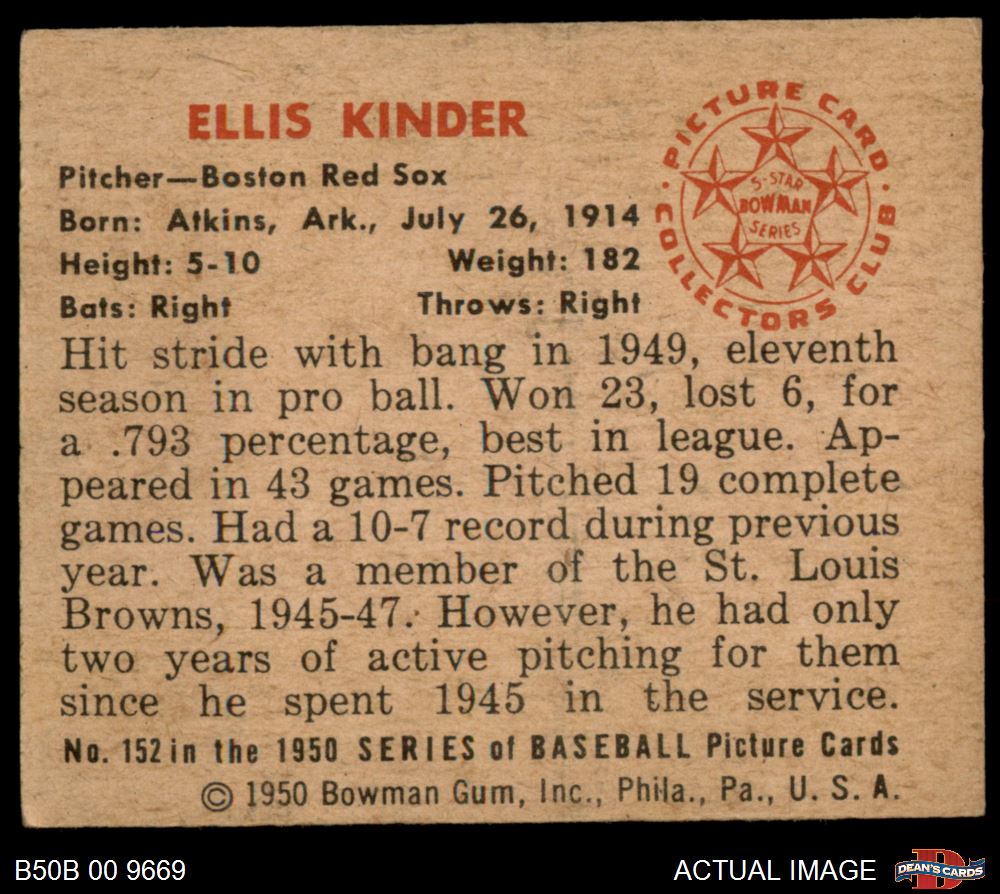 ELLIS KINDER
Pitcher—Boston Red Sox
Born: Atkins, Ark., July 26, 1914
Height: 5-10 Weight: 182
Bats: Right Throws: Right
PICTURE CARD
COLLECTORS CLUB
5-STAR
BOWMAN
SERIES
Hit stride with bang in 1949, eleventh
season in pro ball. Won 23, lost 6, for
a .793 percentage, best in league. Ap-
peared in 43 games. Pitched 19 complete
games. Had a 10-7 record during previous
year. Was a member of the St. Louis
Browns, 1945-47. However, he had only
two years of active pitching for them
since he spent 1945 in the service.
No. 152 in the 1950 SERIES of BASEBALL Picture Cards
© 1950 Bowman Gum, Inc., Phila., Pa., U. S. A.
B50B 00 9669
ACTUAL IMAGE
D
DEAN'S CARDS